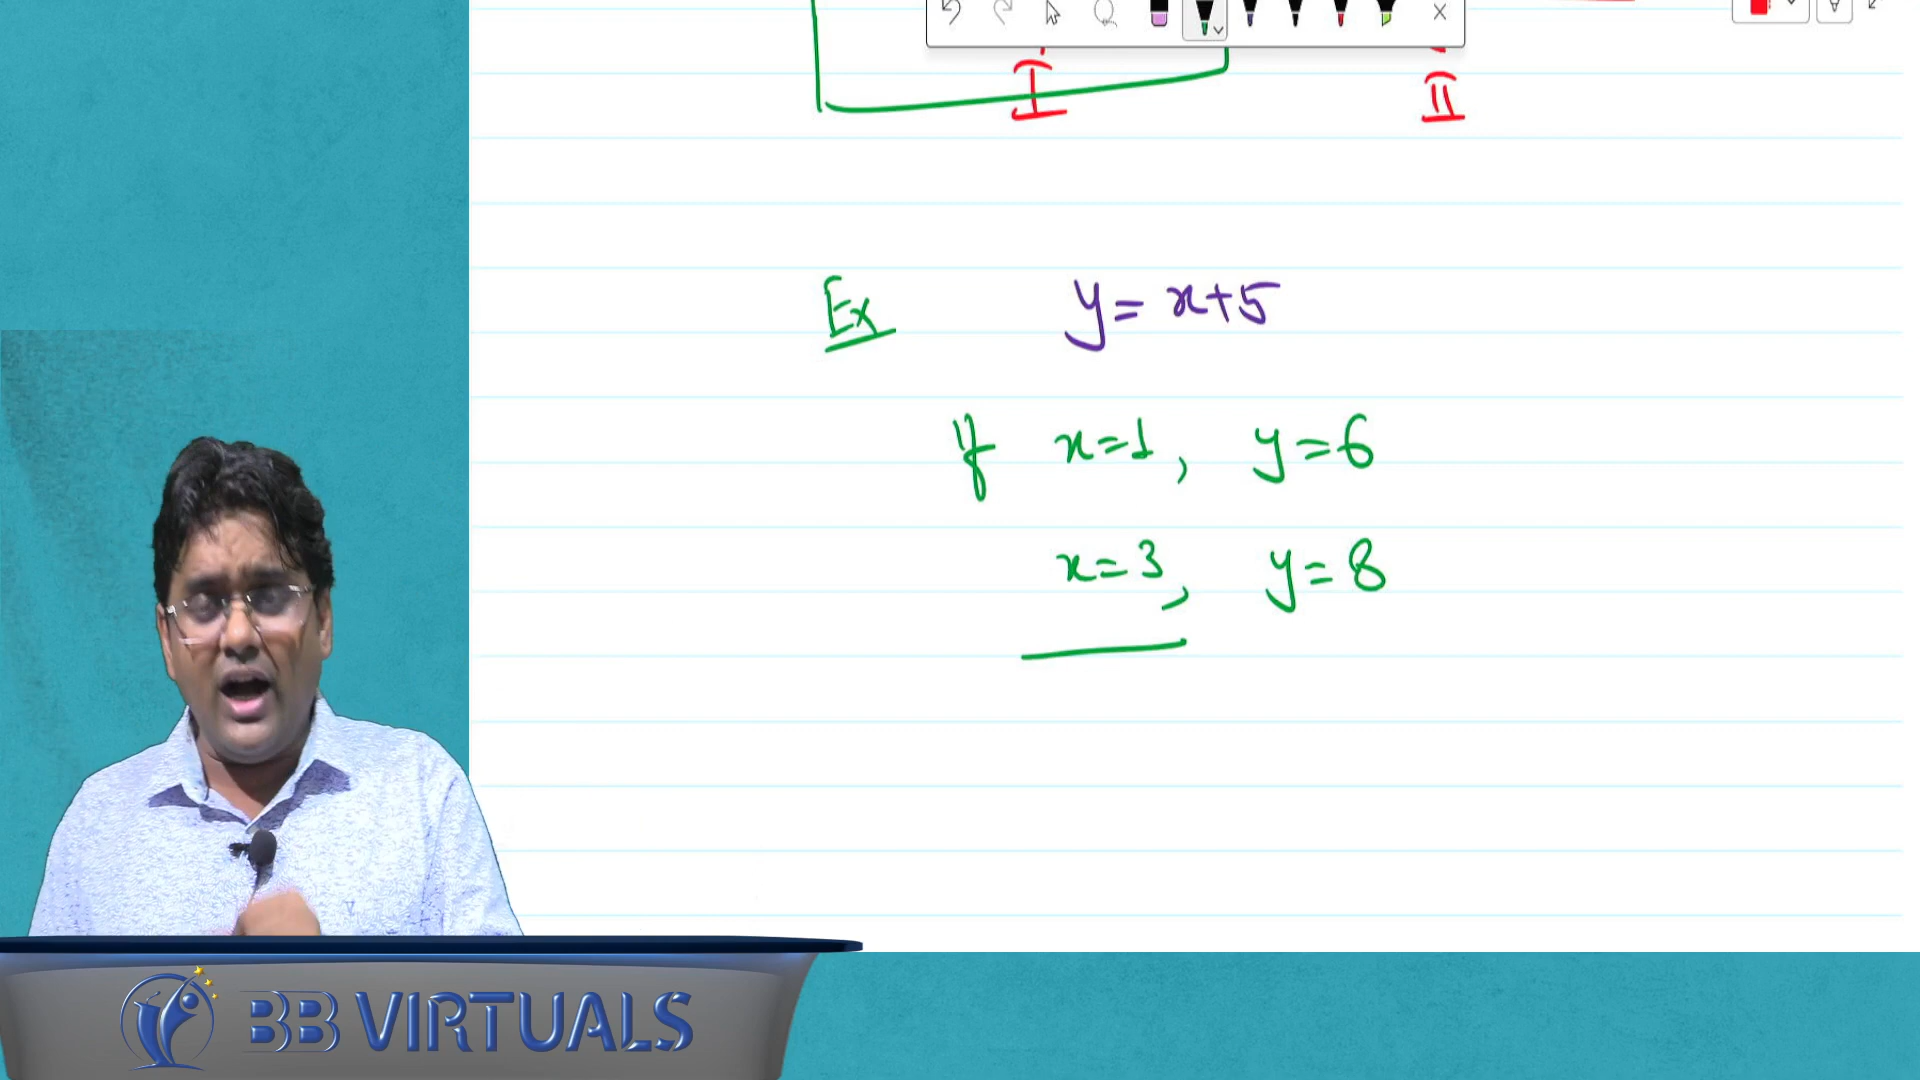 I II
Ex y = x+5
If x=1, y=6
x=3, y=8
BB VIRTUALS